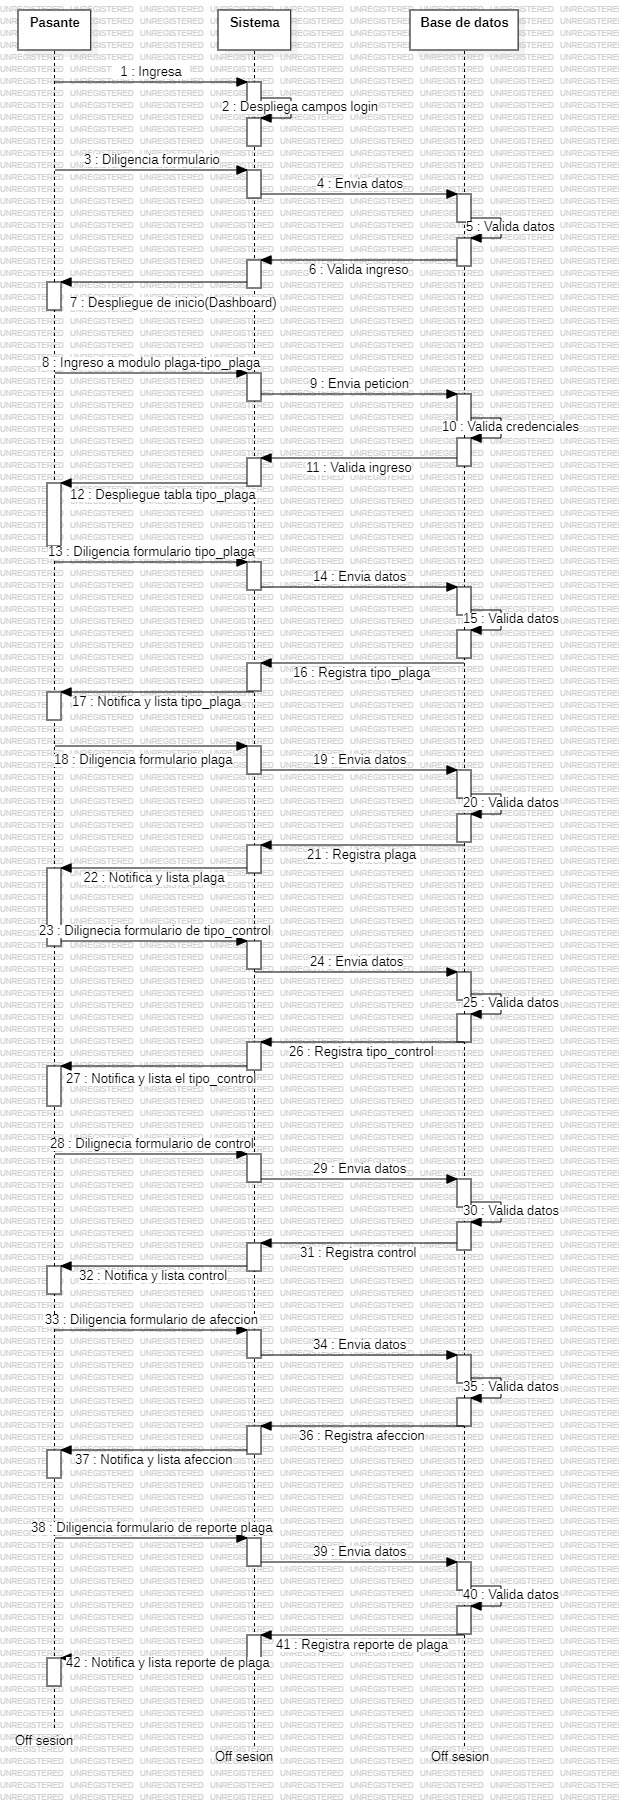 Pasante
Sistema
Base de datos
1 : Ingresa
2 : Despliega campos login
3 : Diligencia formulario
4 : Envia datos
5 : Valida datos
6 : Valida ingreso
7 : Despliegue de inicio(Dashboard)
8 : Ingreso a modulo plaga-tipo_plaga
9 : Envia peticion
10 : Valida credenciales
11 : Valida ingreso
12 : Despliegue tabla tipo_plaga
13 : Diligencia formulario tipo_plaga
14 : Envia datos
15 : Valida datos
16 : Registra tipo_plaga
17 : Notifica y lista tipo_plaga
18 : Diligencia formulario plaga
19 : Envia datos
20 : Valida datos
21 : Registra plaga
22 : Notifica y lista plaga
23 : Dilignecia formulario de tipo_control
24 : Envia datos
25 : Valida datos
26 : Registra tipo_control
27 : Notifica y lista el tipo_control
28 : Dilignecia formulario de control
29 : Envia datos
30 : Valida datos
31 : Registra control
32 : Notifica y lista control
33 : Diligencia formulario de afeccion
34 : Envia datos
35 : Valida datos
36 : Registra afeccion
37 : Notifica y lista afeccion
38 : Diligencia formulario de reporte plaga
39 : Envia datos
40 : Valida datos
41 : Registra reporte de plaga
42 : Notifica y lista reporte de plaga
Off sesion
Off sesion
Off sesion
UNREGISTERED